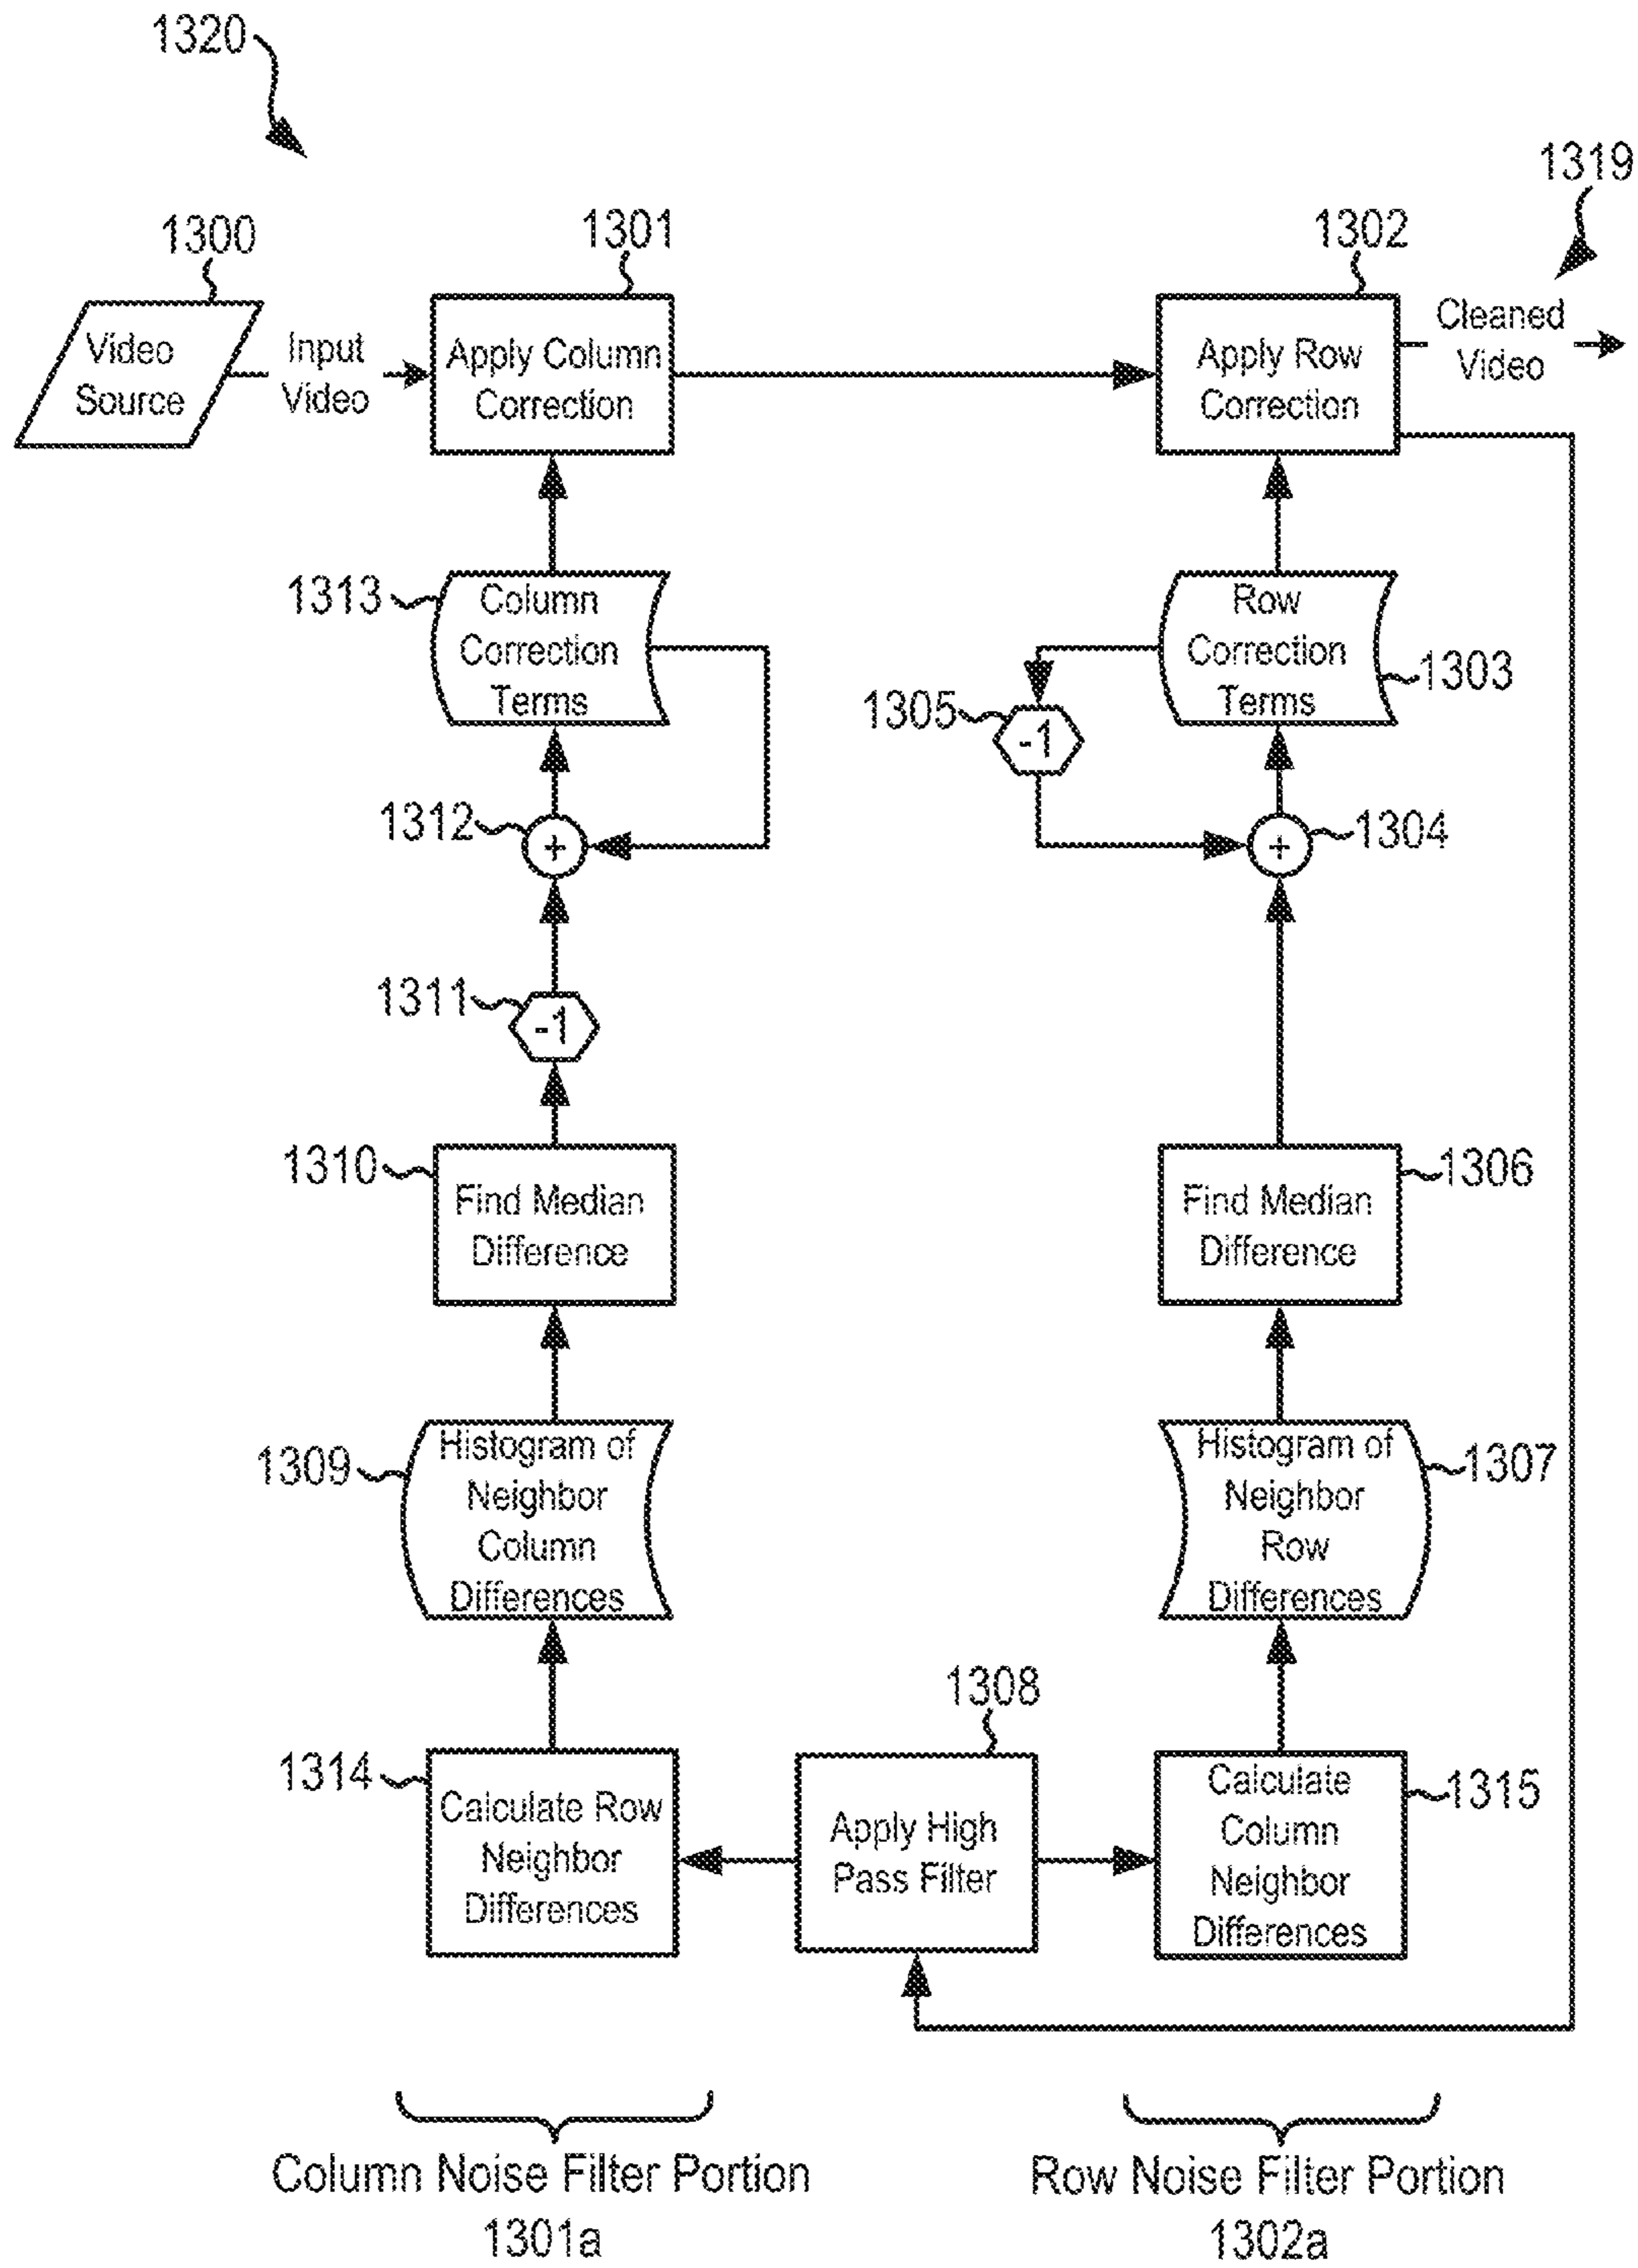 1320
1319
1300
1301
1302
Video
Source
Input
Video
Apply Column
Correction
Apply Row
Correction
Cleaned
Video
1313
Column
Correction
Terms
Row
Correction
Terms
1303
1305
-1
1312
+
+
1304
1311
-1
1310
Find Median
Difference
Find Median
Difference
1306
1309
Histogram of
Neighbor
Column
Differences
Histogram of
Neighbor
Row
Differences
1307
1308
1314
Calculate Row
Neighbor
Differences
Apply High
Pass Filter
Calculate
Column
Neighbor
Differences
1315
Column Noise Filter Portion
1301a
Row Noise Filter Portion
1302a